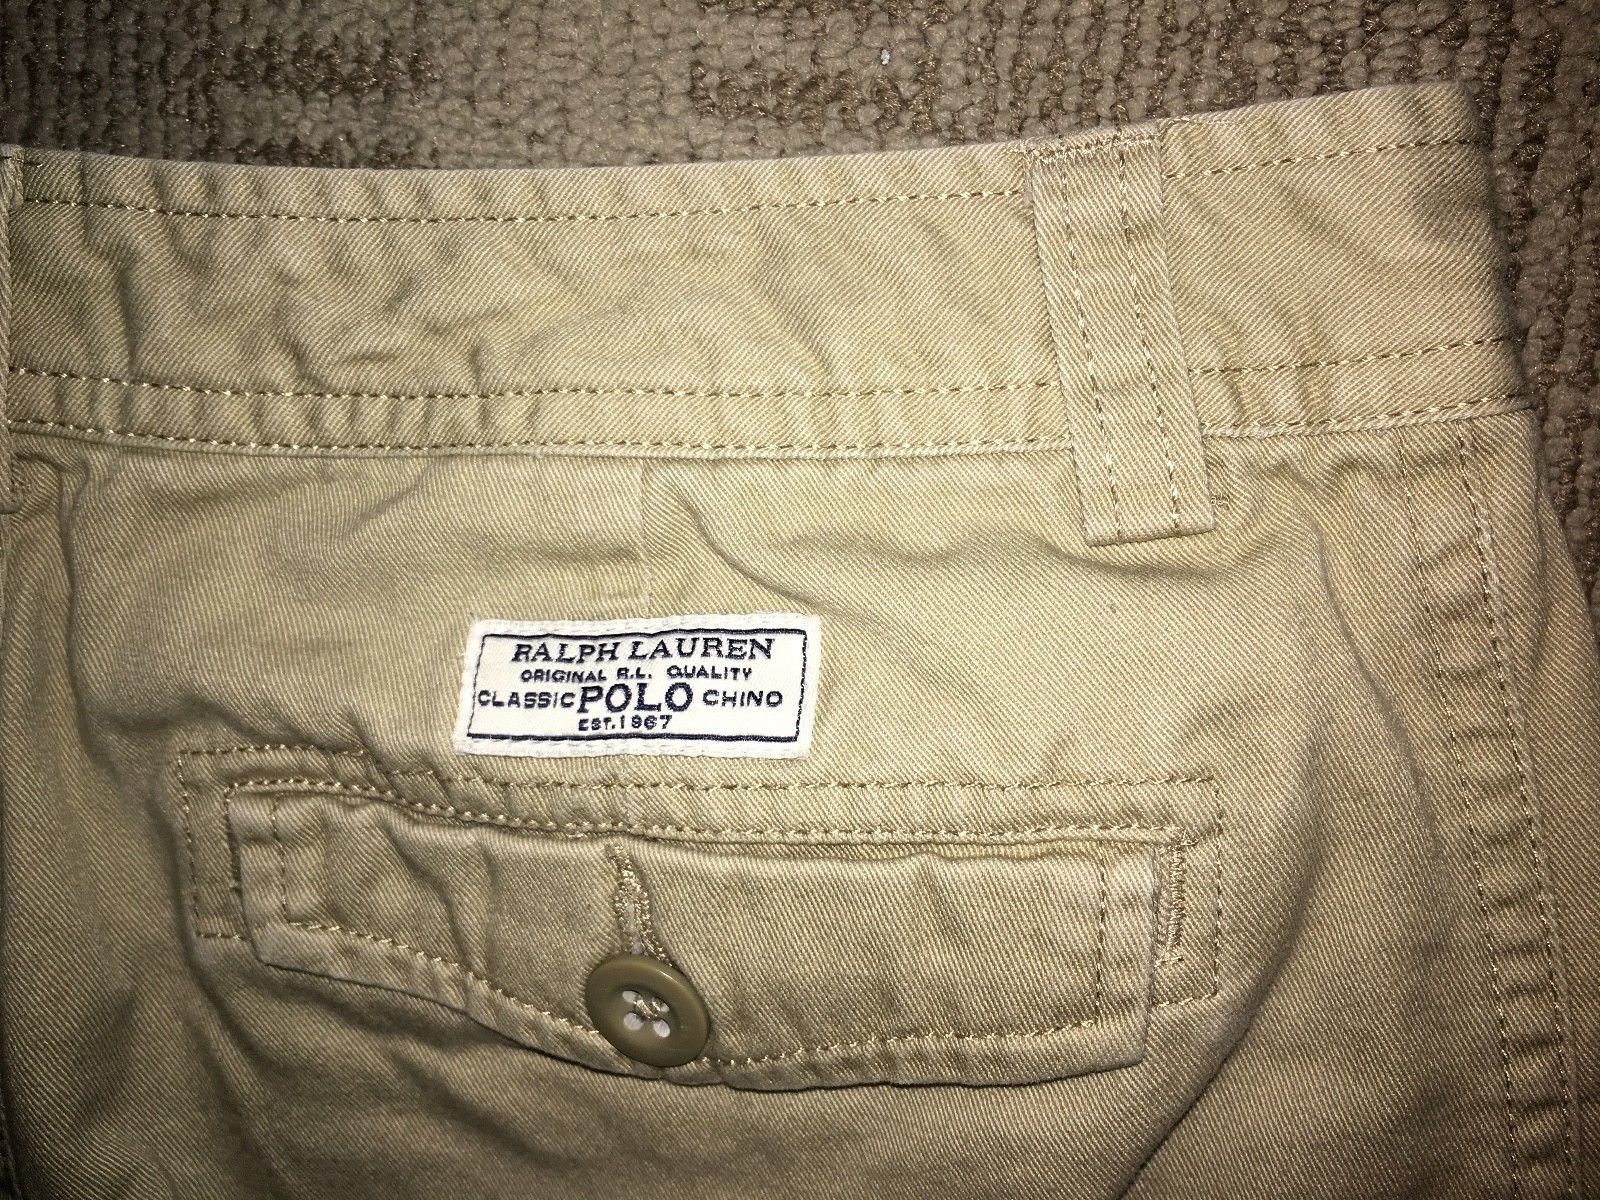 RALPH LAUREN
ORIGINAL R.L. QUALITY
CLASSIC POLO CHINO
EST. 1967